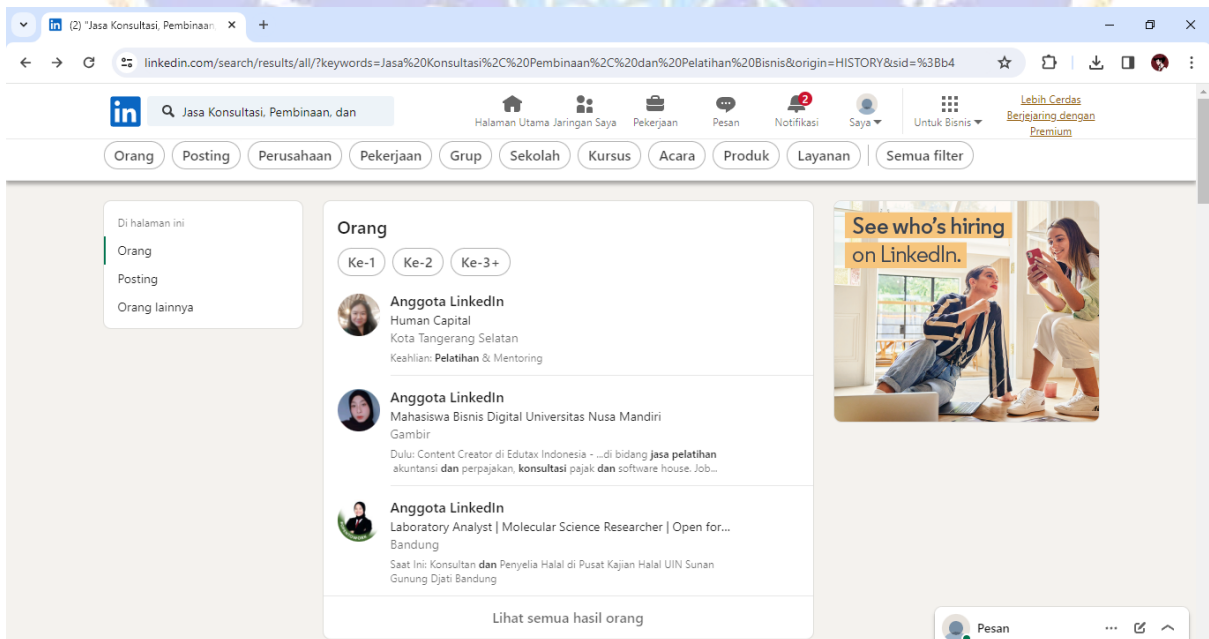 (2) "Jasa Konsultasi, Pembinaan,
linkedin.com/search/results/all/?keywords=Jasa%20Konsultasi%2C%20Pembinaan%2C%20dan%20Pelatihan%20Bisnis&origin=HISTORY&sid=%3Bb4
in
Jasa Konsultasi, Pembinaan, dan
Halaman Utama
Jaringan Saya
Pekerjaan
Pesan
2
Notifikasi
Saya
Untuk Bisnis
Lebih Cerdas
Berjejaring dengan
Premium
Orang
Posting
Perusahaan
Pekerjaan
Grup
Sekolah
Kursus
Acara
Produk
Layanan
Semua filter
Di halaman ini
Orang
Posting
Orang lainnya
Orang
Ke-1
Ke-2
Ke-3+
Anggota LinkedIn
Human Capital
Kota Tangerang Selatan
Keahlian: Pelatihan & Mentoring
Anggota LinkedIn
Mahasiswa Bisnis Digital Universitas Nusa Mandiri
Gambir
Dulu: Content Creator di Edutax Indonesia - ...di bidang jasa pelatihan
akuntansi dan perpajakan, konsultasi pajak dan software house. Job...
Anggota LinkedIn
Laboratory Analyst | Molecular Science Researcher | Open for...
Bandung
Saat Ini: Konsultan dan Penyelia Halal di Pusat Kajian Halal UIN Sunan
Gunung Djati Bandung
Lihat semua hasil orang
See who's hiring
on LinkedIn.
Pesan